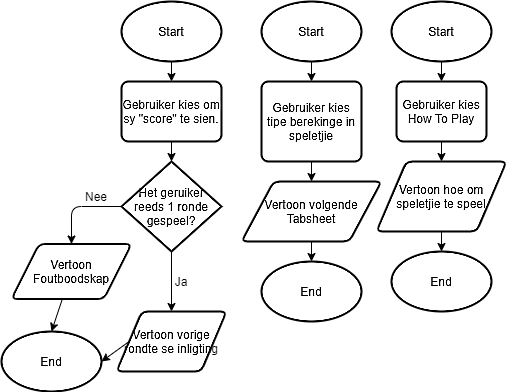 Start
Gebruiker kies om
sy "score" te sien.
Het geruiker
reeds 1 ronde
gespeel?
Nee
Vertoon
Foutboodskap
Ja
Vertoon vorige
rondte se inligting
End
Start
Gebruiker kies
tipe berekinge in
speletjie
Vertoon volgende
Tabsheet
End
Start
Gebruiker kies
How To Play
Vertoon hoe om
speletjie te speel
End